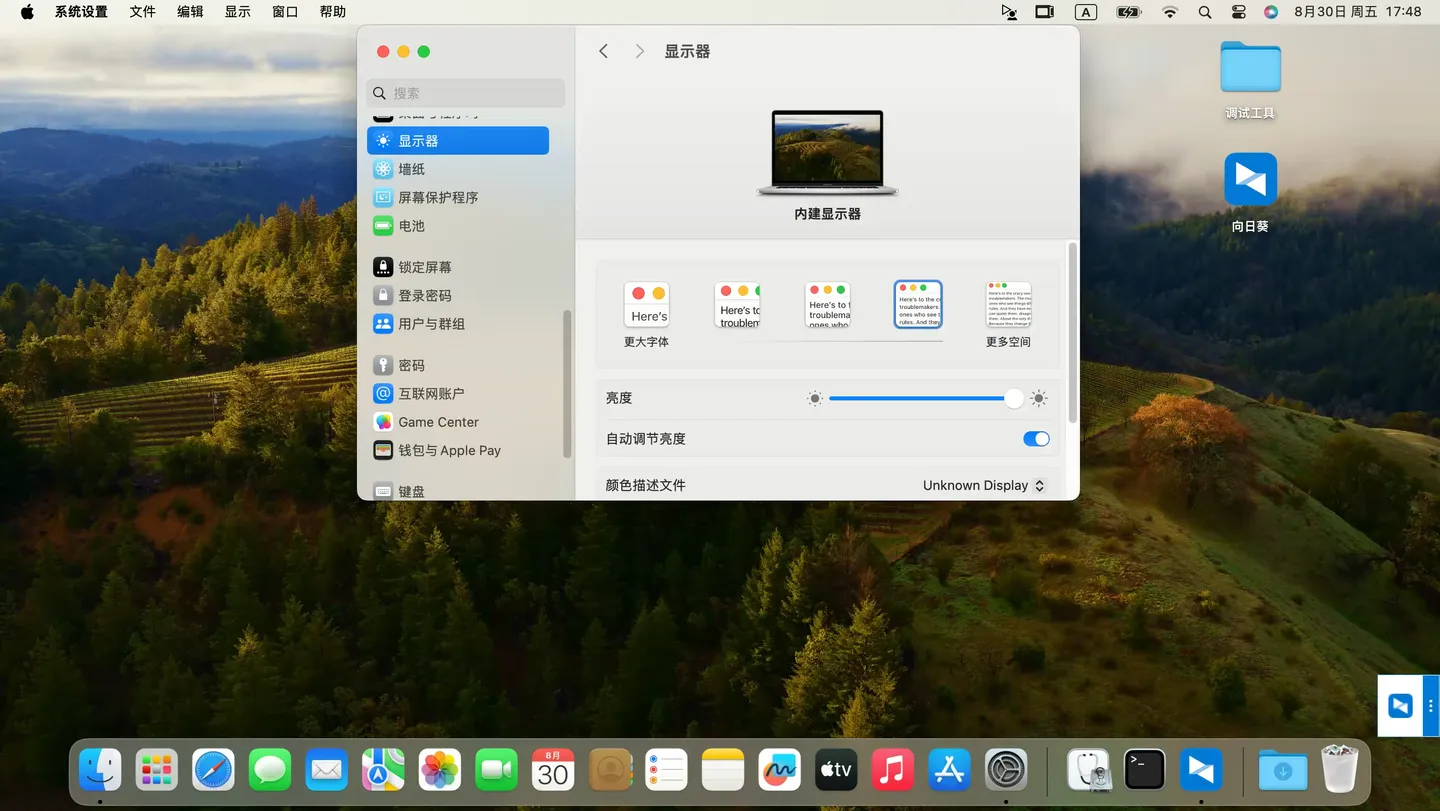 系统设置 文件 编辑 显示 窗口 帮助 A 8月30日 周五 17:48
搜索
显示器
墙纸
屏幕保护程序
电池
锁定屏幕
登录密码
用户与群组
密码
互联网账户
Game Center
钱包与 Apple Pay
键盘
显示器
内建显示器
Here's
更大字体
Here's to
troublem
Here's to t
troublema
ones who
Here's to the c
troublemakers
ones who see t
rules. And they
更多空间
亮度
自动调节亮度
颜色描述文件 Unknown Display
调试工具
向日葵
8月
30
tv